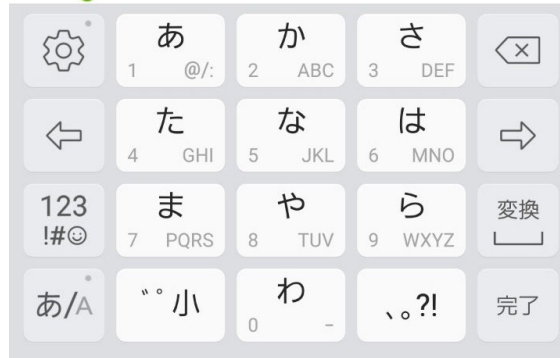 あ 1 @/: か 2 ABC さ 3 DEF
た 4 GHI な 5 JKL は 6 MNO
123 !#☺ ま 7 PQRS や 8 TUV ら 9 WXYZ 変換
あ/A ゛゜小 わ 0 - 、。?! 完了